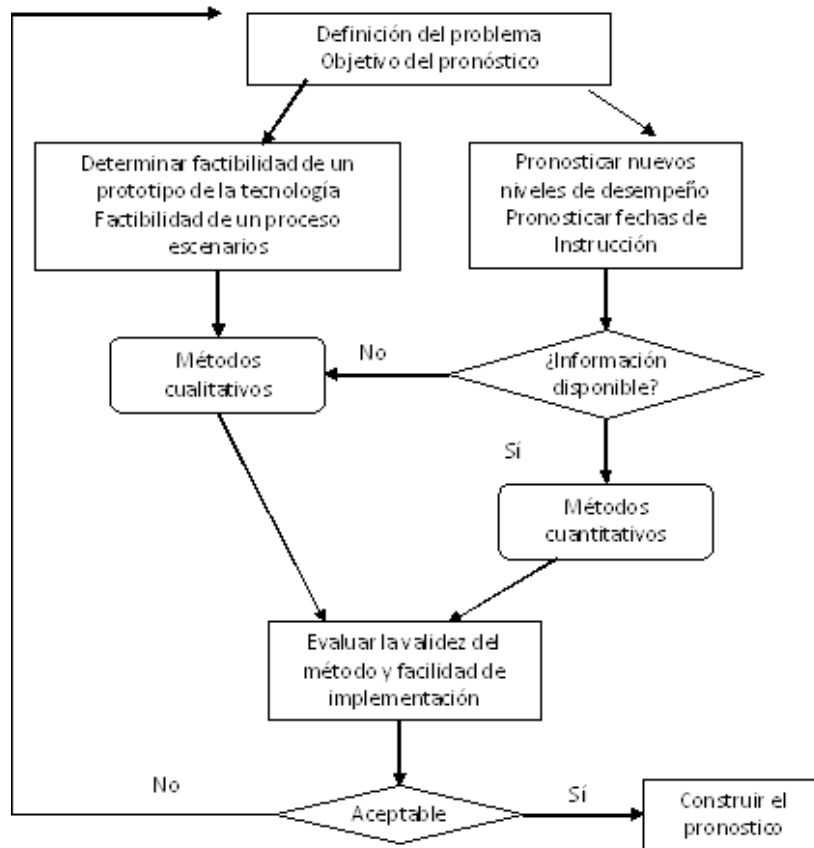 Definición del problema
Objetivo del pronóstico
Determinar factibilidad de un
prototipo de la tecnología
Factibilidad de un proceso
escenarios
Pronosticar nuevos
niveles de desempeño
Pronosticar fechas de
Instrucción
Métodos
cualitativos
No
¿Información
disponible?
Sí
Métodos
cuantitativos
Evaluar la validez del
método y facilidad de
implementación
No
Aceptable
Sí
Construir el
pronostico